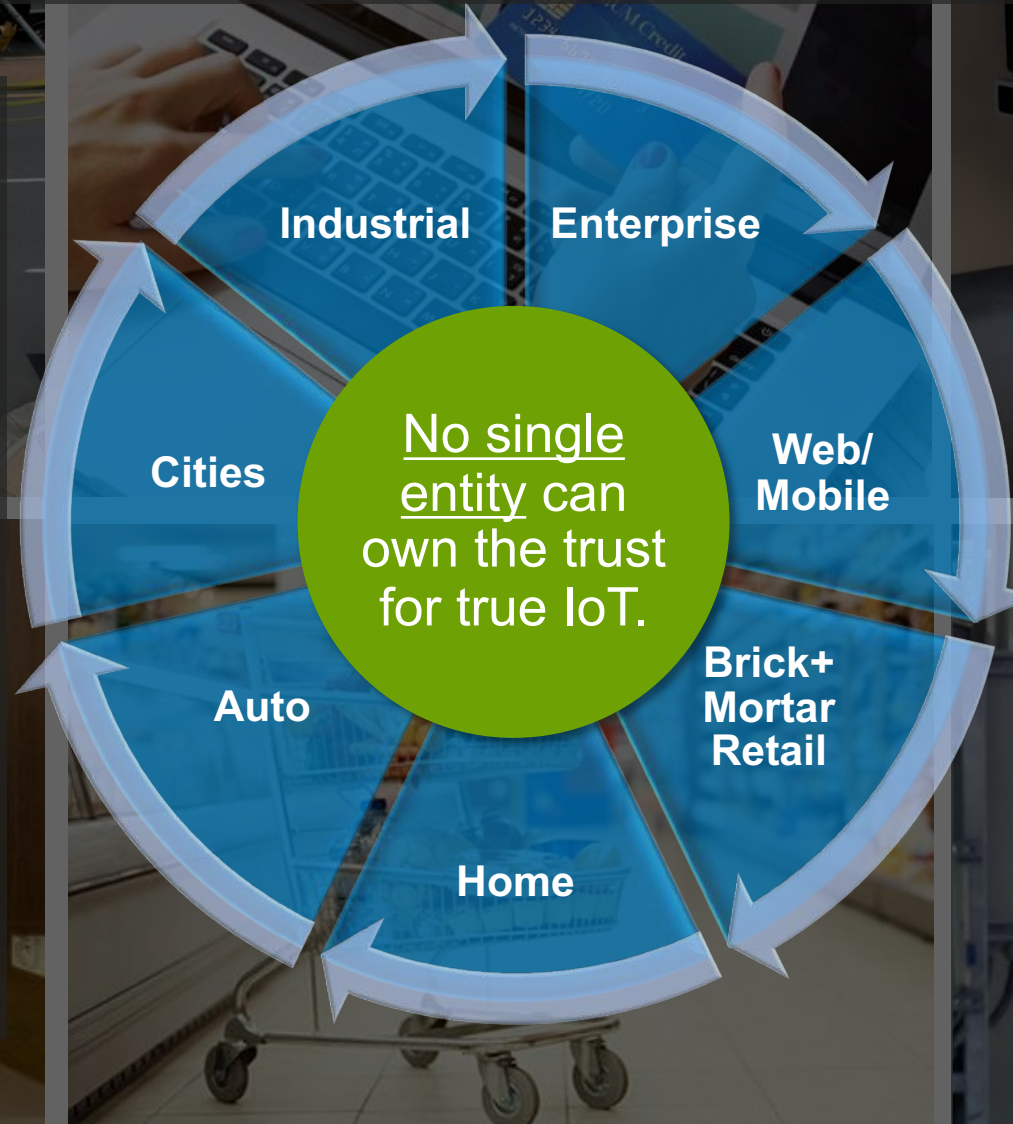 Industrial
Enterprise
Web/
Mobile
Brick+
Mortar
Retail
Home
Auto
Cities
No single
entity can
own the trust
for true IoT.